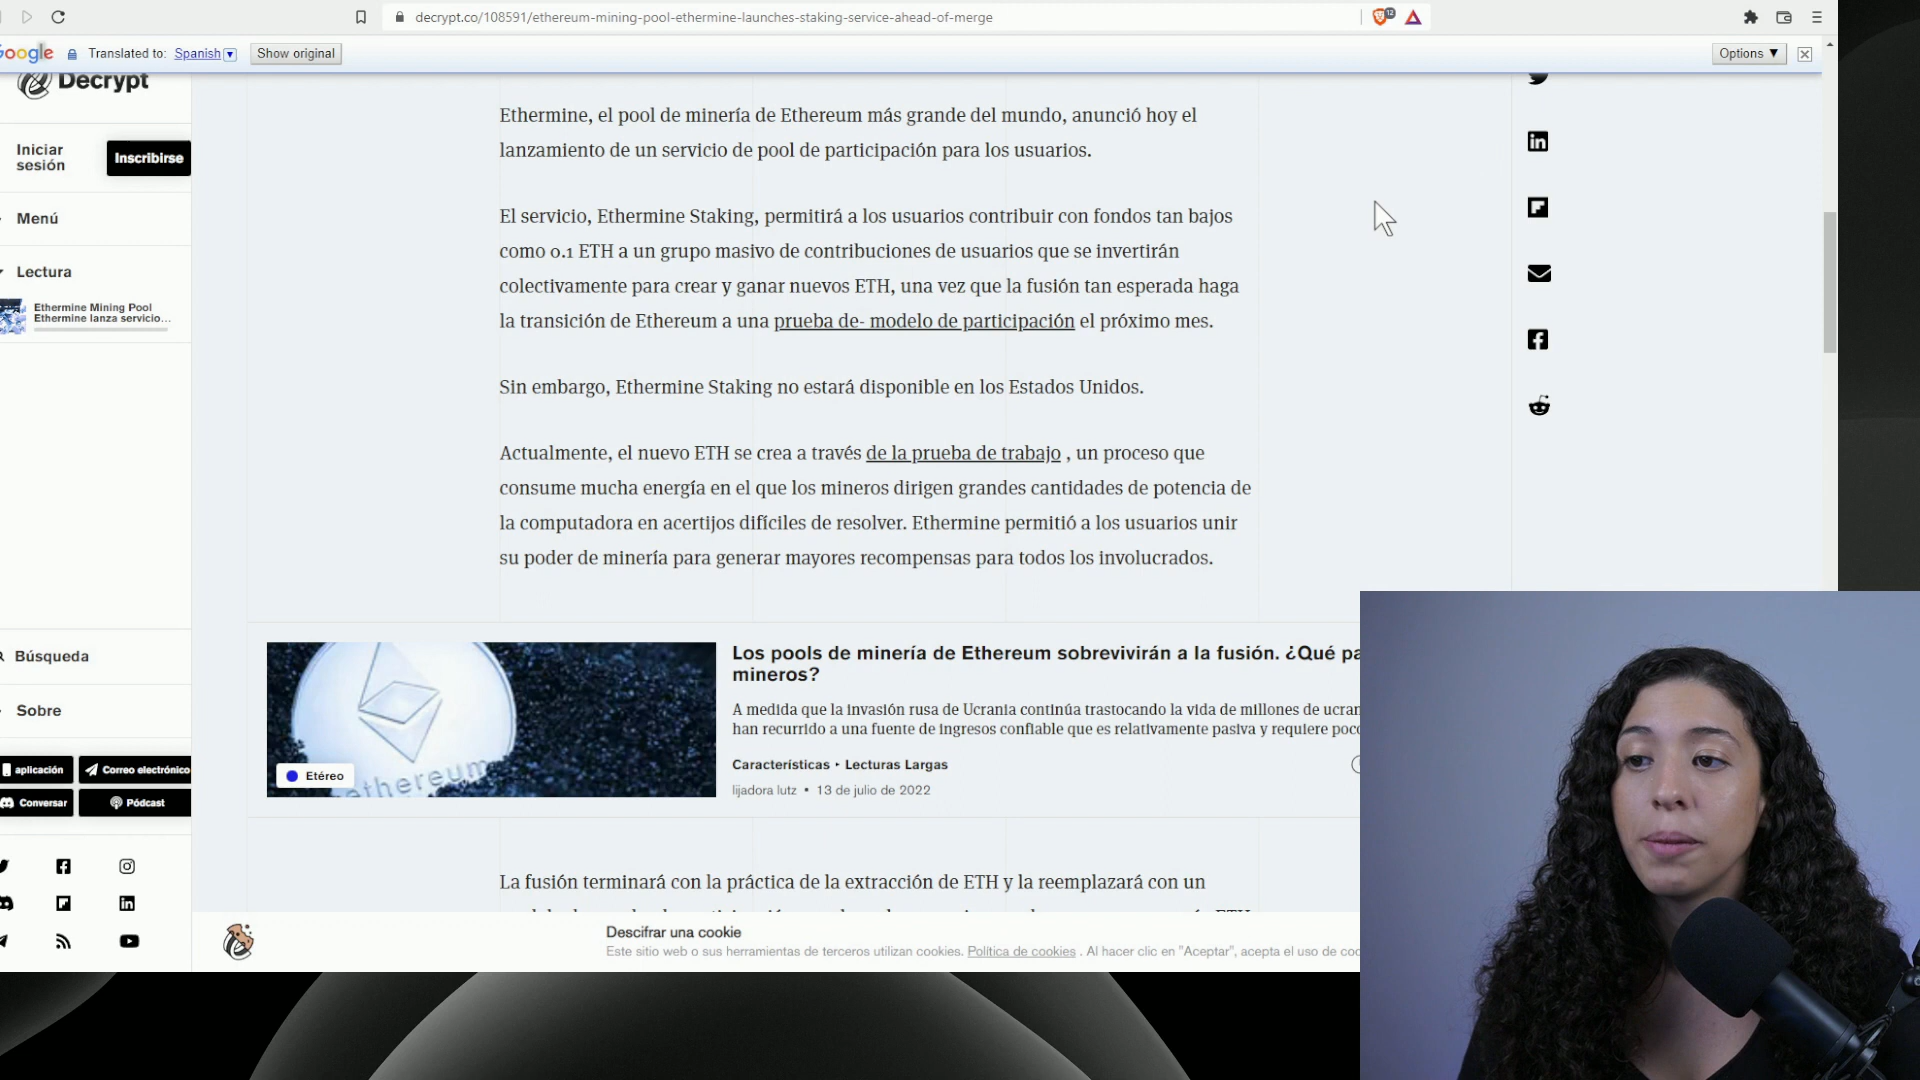 decrypt.co/108591/ethereum-mining-pool-ethermine-launches-staking-service-ahead-of-merge
12
Google
Translated to: Spanish
Show original
Options ▼
Decrypt
Iniciar sesión
Inscribirse
Menú
Lectura
Ethermine Mining Pool
Ethermine lanza servicio...
Búsqueda
Sobre
aplicación
Correo electrónico
Conversar
Pódcast
Ethermine, el pool de minería de Ethereum más grande del mundo, anunció hoy el
lanzamiento de un servicio de pool de participación para los usuarios.
El servicio, Ethermine Staking, permitirá a los usuarios contribuir con fondos tan bajos
como 0.1 ETH a un grupo masivo de contribuciones de usuarios que se invertirán
colectivamente para crear y ganar nuevos ETH, una vez que la fusión tan esperada haga
la transición de Ethereum a una prueba de- modelo de participación el próximo mes.
Sin embargo, Ethermine Staking no estará disponible en los Estados Unidos.
Actualmente, el nuevo ETH se crea a través de la prueba de trabajo , un proceso que
consume mucha energía en el que los mineros dirigen grandes cantidades de potencia de
la computadora en acertijos difíciles de resolver. Ethermine permitió a los usuarios unir
su poder de minería para generar mayores recompensas para todos los involucrados.
ethereum
Etéreo
Los pools de minería de Ethereum sobrevivirán a la fusión. ¿Qué pa
mineros?
A medida que la invasión rusa de Ucrania continúa trastocando la vida de millones de ucran
han recurrido a una fuente de ingresos confiable que es relativamente pasiva y requiere poco
Características ‣ Lecturas Largas
lijadora lutz • 13 de julio de 2022
La fusión terminará con la práctica de la extracción de ETH y la reemplazará con un
Descifrar una cookie
Este sitio web o sus herramientas de terceros utilizan cookies. Política de cookies . Al hacer clic en "Aceptar", acepta el uso de coo